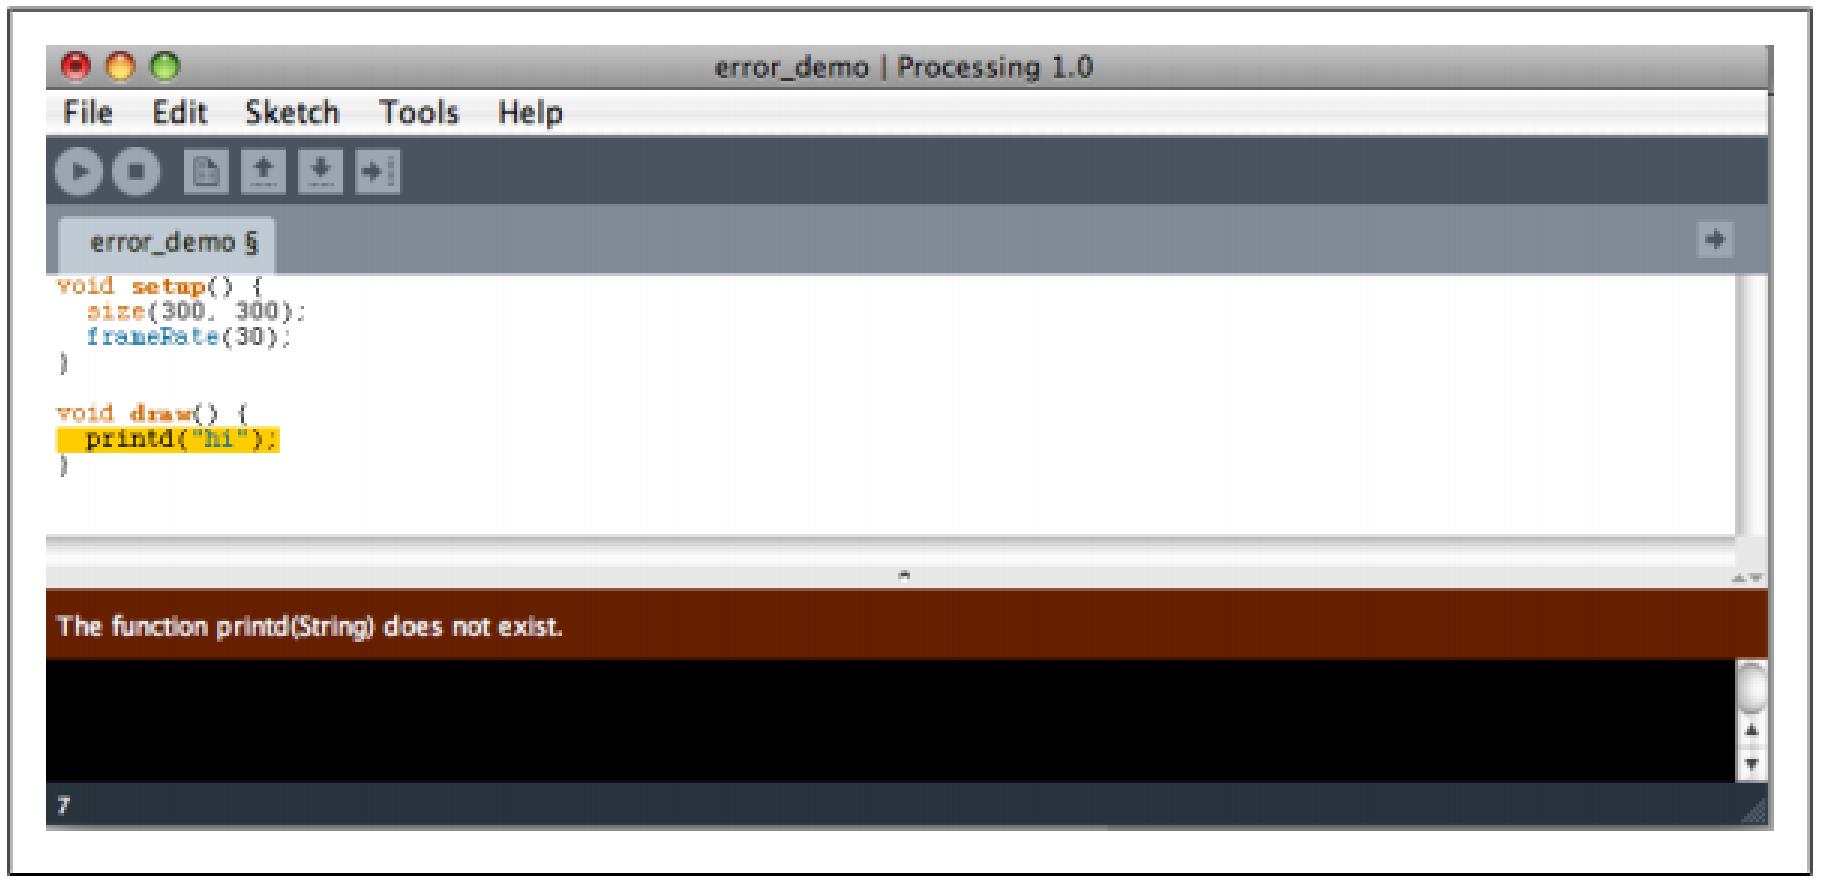 error_demo | Processing 1.0
File Edit Sketch Tools Help
error_demo §
void setup() {
  size(300, 300);
  frameRate(30);
}
void draw() {
  printd("hi");
}
The function printd(String) does not exist.
7